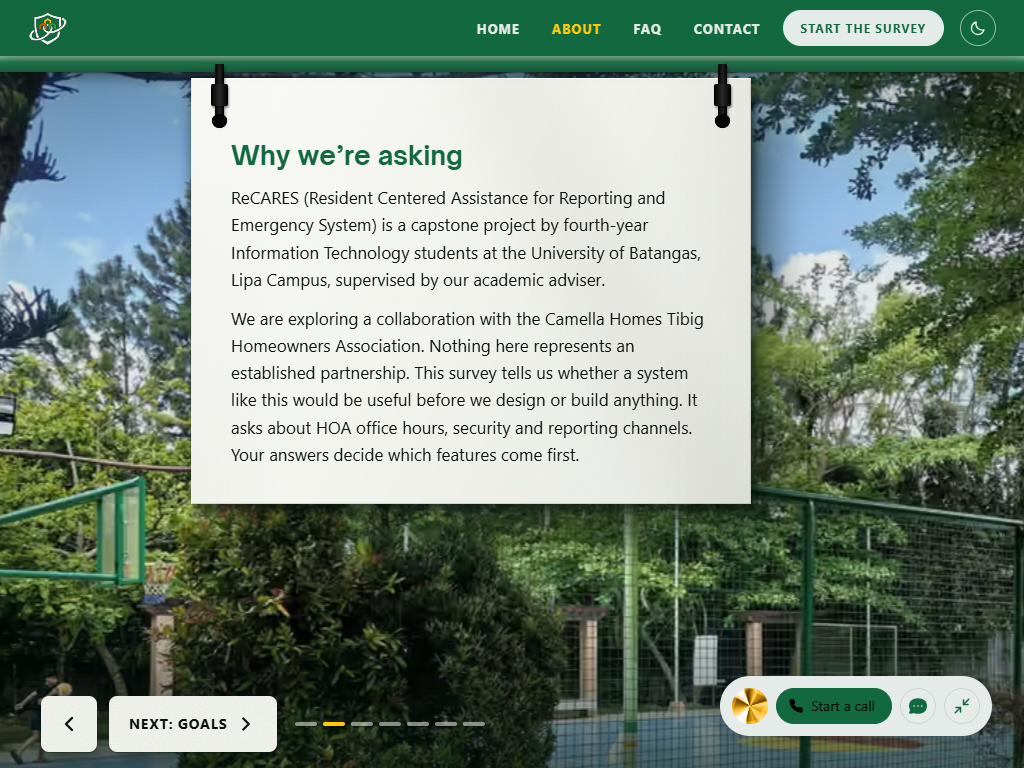 HOME ABOUT FAQ CONTACT START THE SURVEY
Why we’re asking
ReCARES (Resident Centered Assistance for Reporting and
Emergency System) is a capstone project by fourth-year
Information Technology students at the University of Batangas,
Lipa Campus, supervised by our academic adviser.
We are exploring a collaboration with the Camella Homes Tibig
Homeowners Association. Nothing here represents an
established partnership. This survey tells us whether a system
like this would be useful before we design or build anything. It
asks about HOA office hours, security and reporting channels.
Your answers decide which features come first.
NEXT: GOALS
Start a call